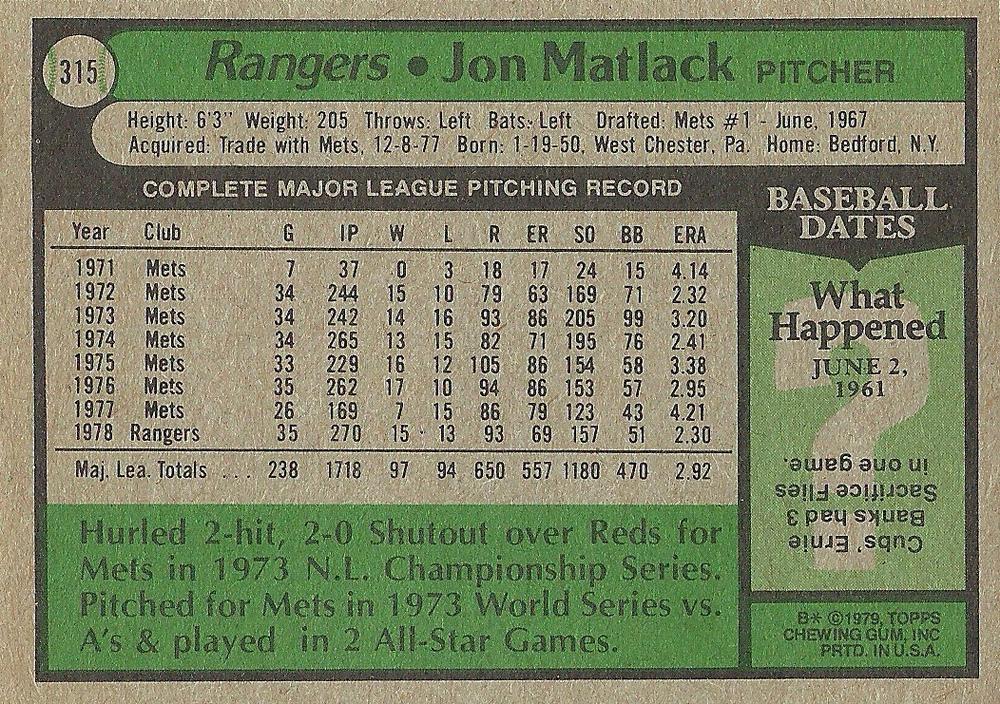 315
Rangers • Jon Matlack PITCHER
Height: 6'3" Weight: 205 Throws: Left Bats: Left Drafted: Mets #1 - June, 1967
Acquired: Trade with Mets, 12-8-77 Born: 1-19-50, West Chester, Pa. Home: Bedford, N.Y.
COMPLETE MAJOR LEAGUE PITCHING RECORD
Year Club G IP W L R ER SO BB ERA
1971 Mets 7 37 0 3 18 17 24 15 4.14
1972 Mets 34 244 15 10 79 63 169 71 2.32
1973 Mets 34 242 14 16 93 86 205 99 3.20
1974 Mets 34 265 13 15 82 71 195 76 2.41
1975 Mets 33 229 16 12 105 86 154 58 3.38
1976 Mets 35 262 17 10 94 86 153 57 2.95
1977 Mets 26 169 7 15 86 79 123 43 4.21
1978 Rangers 35 270 15 13 93 69 157 51 2.30
Maj. Lea. Totals . . . 238 1718 97 94 650 557 1180 470 2.92
Hurled 2-hit, 2-0 Shutout over Reds for
Mets in 1973 N.L. Championship Series.
Pitched for Mets in 1973 World Series vs.
A's & played in 2 All-Star Games.
BASEBALL
DATES
What
Happened
JUNE 2,
1961
?
Cubs' Ernie
Banks had 3
Sacrifice Flies
in one game.
B* ©1979, TOPPS
CHEWING GUM, INC
PRTD. IN U.S.A.